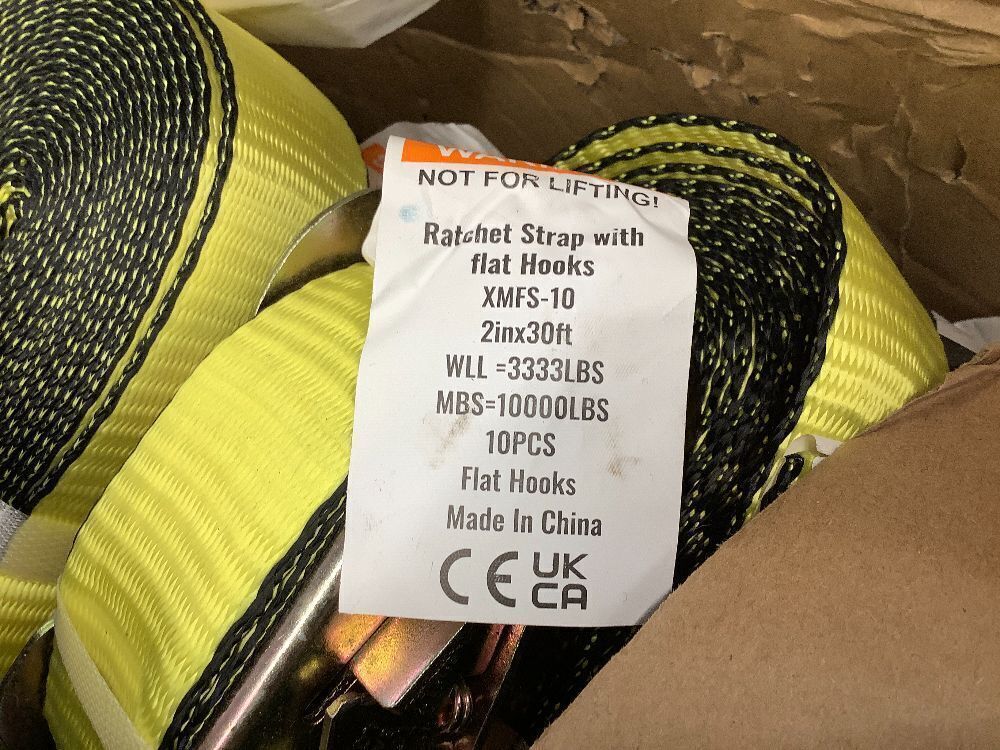 NOT FOR LIFTING!
Ratchet Strap with
flat Hooks
XMFS-10
2inx30ft
WLL =3333LBS
MBS=10000LBS
10PCS
Flat Hooks
Made In China
CE UK
CA